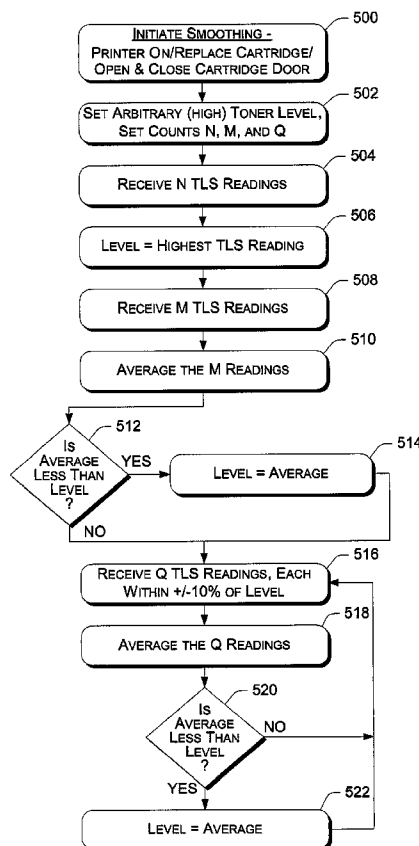 500
INITIATE SMOOTHING -
PRINTER ON/REPLACE CARTRIDGE/
OPEN & CLOSE CARTRIDGE DOOR
502
SET ARBITRARY (HIGH) TONER LEVEL,
SET COUNTS N, M, AND Q
504
RECEIVE N TLS READINGS
506
LEVEL = HIGHEST TLS READING
508
RECEIVE M TLS READINGS
510
AVERAGE THE M READINGS
512
IS
AVERAGE
LESS THAN
LEVEL
?
YES
NO
514
LEVEL = AVERAGE
516
RECEIVE Q TLS READINGS, EACH
WITHIN +/-10% OF LEVEL
518
AVERAGE THE Q READINGS
520
IS
AVERAGE
LESS THAN
LEVEL
?
NO
YES
522
LEVEL = AVERAGE